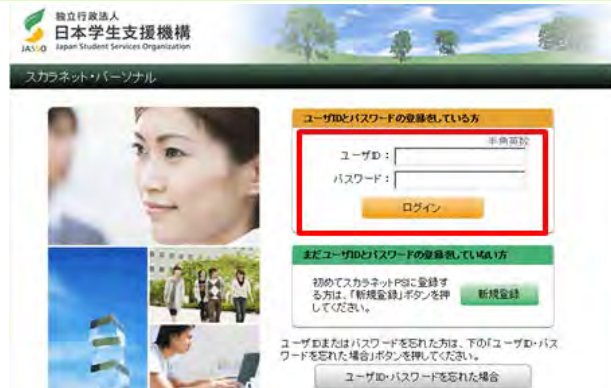 独立行政法人
日本学生支援機構
JASSO Japan Student Services Organization
スカラネット・パーソナル
ユーザIDとパスワードの登録をしている方
半角英数
ユーザID：
パスワード：
ログイン
まだユーザIDとパスワードの登録をしていない方
初めてスカラネットPSに登録す
る方は、「新規登録」ボタンを押
してください。
新規登録
ユーザIDまたはパスワードを忘れた方は、下の「ユーザID・パス
ワードを忘れた場合」ボタンを押してください。
ユーザID・パスワードを忘れた場合